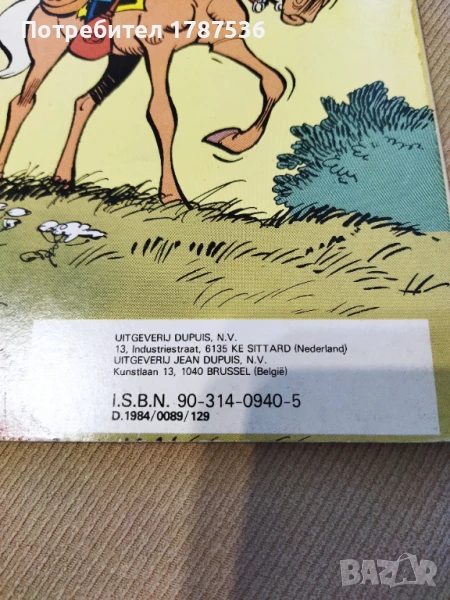 Потребител 1787536
UITGEVERIJ DUPUIS, N.V.
13, Industriestraat, 6135 KE SITTARD (Nederland)
UITGEVERIJ JEAN DUPUIS, N.V.
Kunstlaan 13, 1040 BRUSSEL (België)
I.S.B.N. 90-314-0940-5
D.1984/0089/129
BAZAR